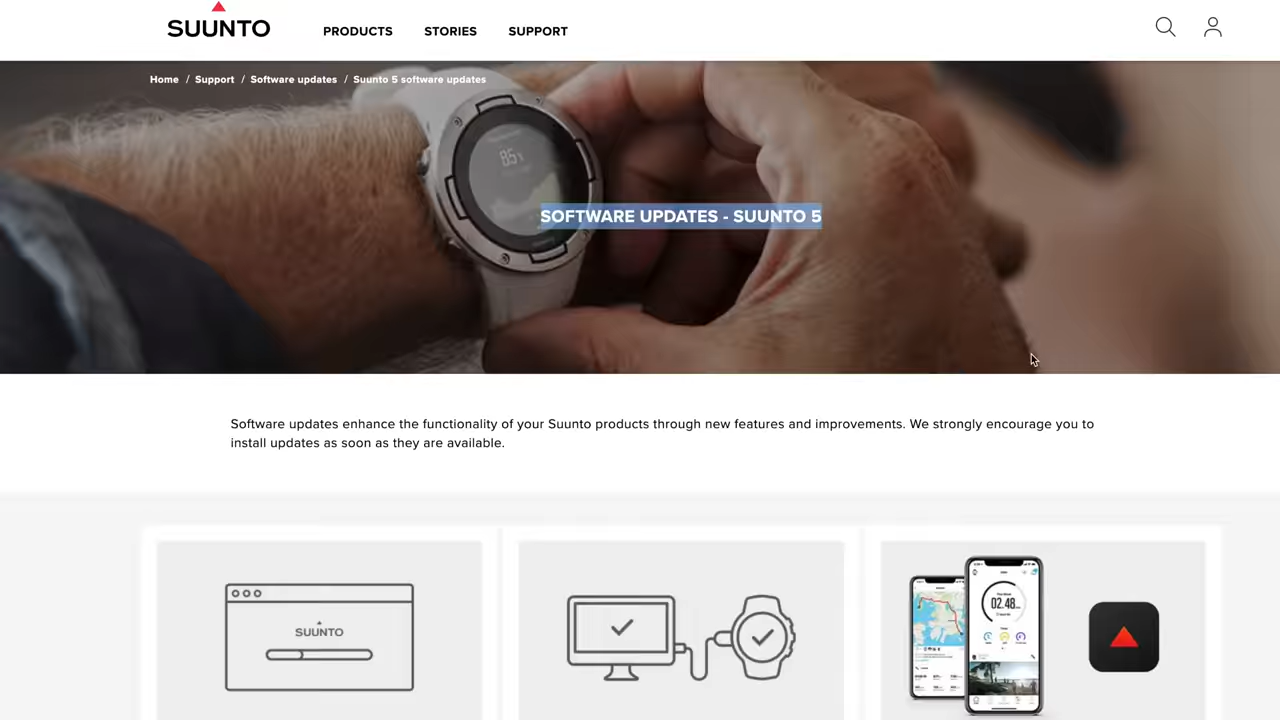 SUUNTO
PRODUCTS STORIES SUPPORT
Home / Support / Software updates / Suunto 5 software updates
85%
SOFTWARE UPDATES - SUUNTO 5
Software updates enhance the functionality of your Suunto products through new features and improvements. We strongly encourage you to
install updates as soon as they are available.
SUUNTO
02.48